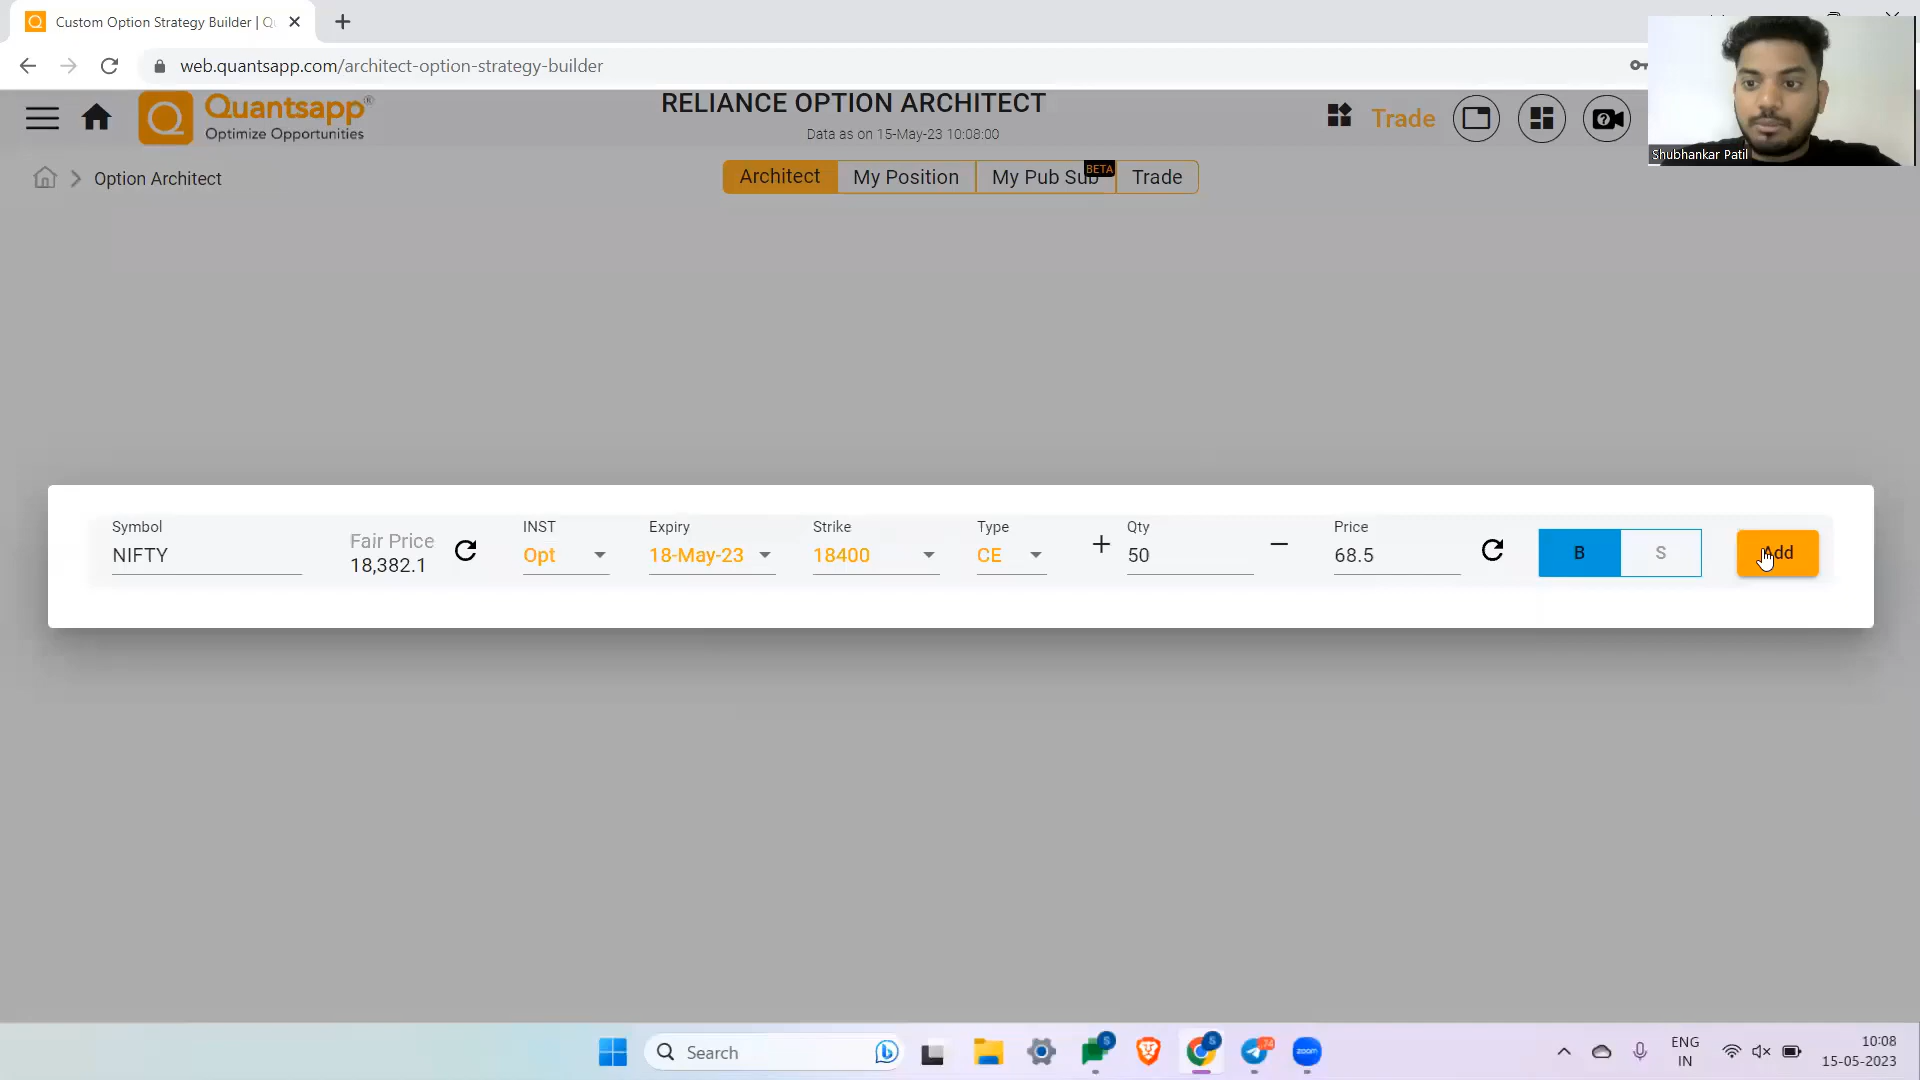 Custom Option Strategy Builder | Q
web.quantsapp.com/architect-option-strategy-builder
Quantsapp®
Optimize Opportunities
RELIANCE OPTION ARCHITECT
Data as on 15-May-23 10:08:00
Trade
Shubhankar Patil
Option Architect
Architect
My Position
My Pub Sub
BETA
Trade
Symbol
NIFTY
Fair Price
18,382.1
INST
Opt
Expiry
18-May-23
Strike
18400
Type
CE
Qty
50
Price
68.5
B
S
Add
Search
S
S
74
zoom
ENG
IN
10:08
15-05-2023